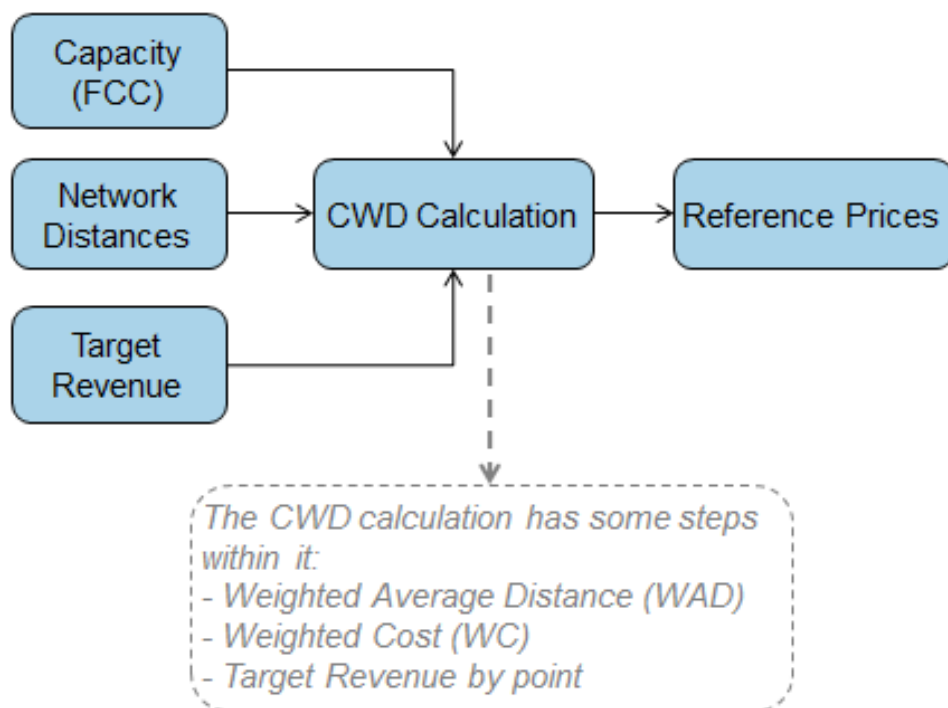 Capacity
(FCC)
Network
Distances
CWD Calculation
Reference Prices
Target
Revenue
The CWD calculation has some steps
within it:
- Weighted Average Distance (WAD)
- Weighted Cost (WC)
- Target Revenue by point